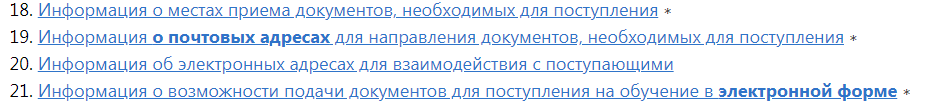 18. Информация о местах приема документов, необходимых для поступления *
19. Информация о почтовых адресах для направления документов, необходимых для поступления *
20. Информация об электронных адресах для взаимодействия с поступающими
21. Информация о возможности подачи документов для поступления на обучение в электронной форме *